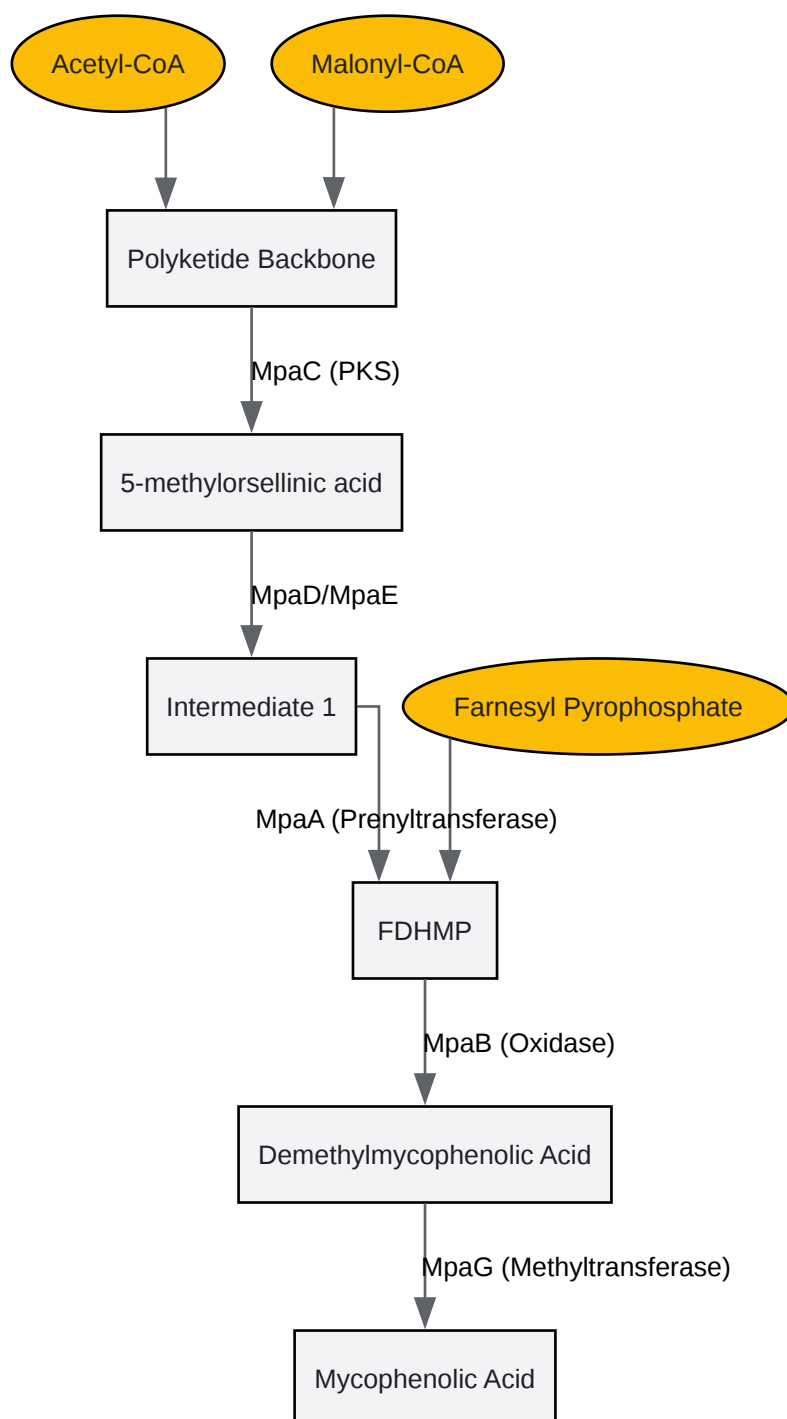 Acetyl-CoA
Malonyl-CoA
Polyketide Backbone
MpaC (PKS)
5-methylorsellinic acid
MpaD/MpaE
Intermediate 1
Farnesyl Pyrophosphate
MpaA (Prenyltransferase)
FDHMP
MpaB (Oxidase)
Demethylmycophenolic Acid
MpaG (Methyltransferase)
Mycophenolic Acid